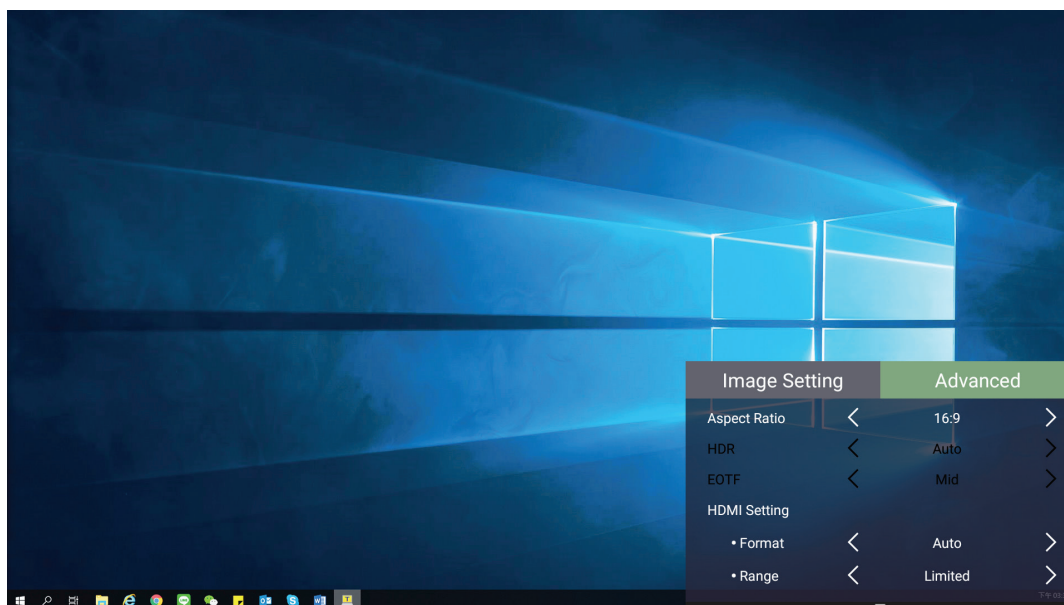 Image Setting Advanced
Aspect Ratio 16:9
HDR Auto
EOTF Mid
HDMI Setting
• Format Auto
• Range Limited